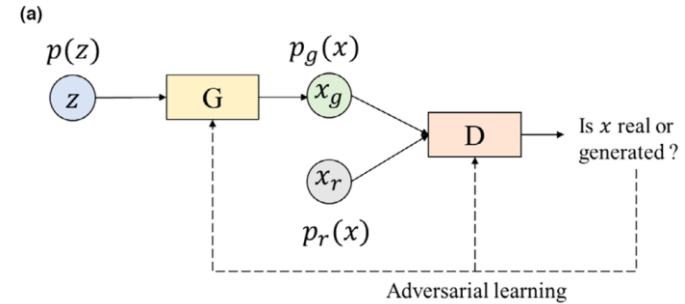 (a)
p(z)
z
G
p_g(x)
x_g
x_r
p_r(x)
D
Is x real or
generated ?
Adversarial learning